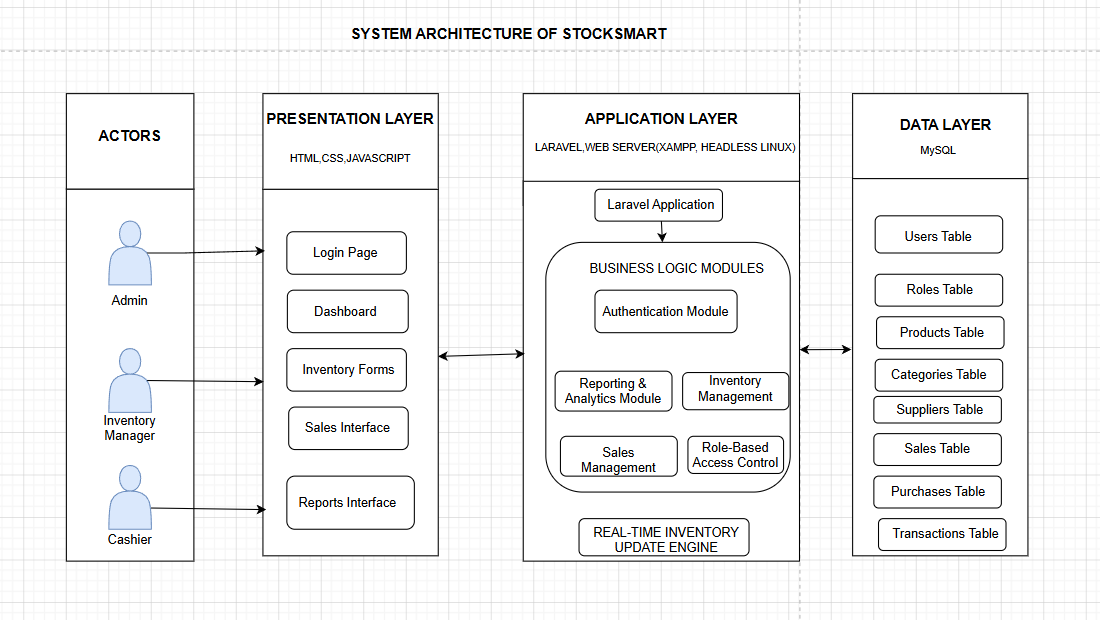 SYSTEM ARCHITECTURE OF STOCKSMART
ACTORS
Admin
Inventory
Manager
Cashier
PRESENTATION LAYER
HTML,CSS,JAVASCRIPT
Login Page
Dashboard
Inventory Forms
Sales Interface
Reports Interface
APPLICATION LAYER
LARAVEL,WEB SERVER(XAMPP, HEADLESS LINUX)
Laravel Application
BUSINESS LOGIC MODULES
Authentication Module
Reporting &
Analytics Module
Inventory
Management
Sales
Management
Role-Based
Access Control
REAL-TIME INVENTORY
UPDATE ENGINE
DATA LAYER
MySQL
Users Table
Roles Table
Products Table
Categories Table
Suppliers Table
Sales Table
Purchases Table
Transactions Table